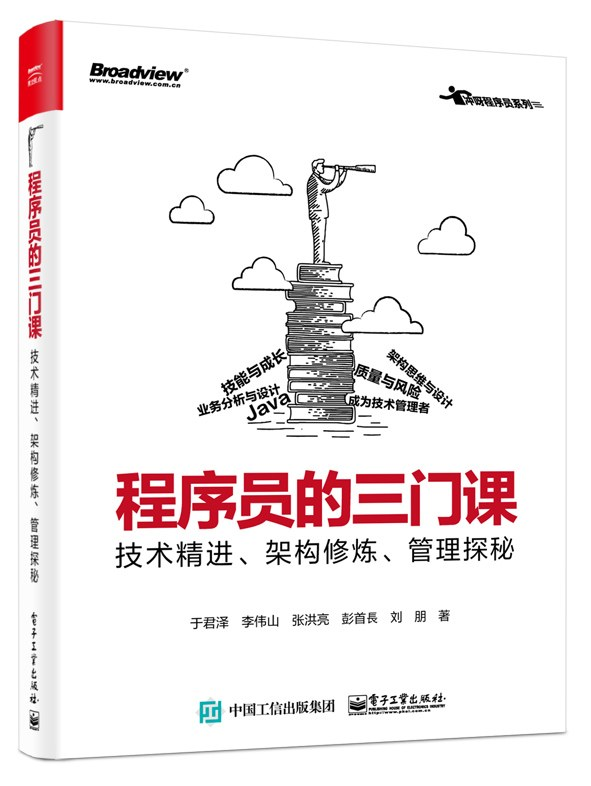 Broadview®
www.broadview.com.cn
冲呀程序员系列
技能与成长
业务分析与设计
Java
架构思维与设计
质量与风险
成为技术管理者
程序员的三门课
技术精进、架构修炼、管理探秘
于君泽 李伟山 张洪亮 彭首長 刘 朋 著
中国工信出版集团
电子工业出版社
PUBLISHING HOUSE OF ELECTRONICS INDUSTRY
http://www.phei.com.cn
程序员的三门课
技术精进、架构修炼、管理探秘
电子工业出版社